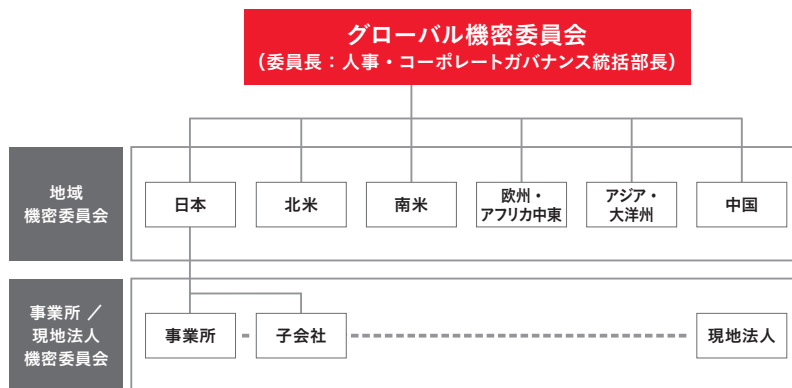 グローバル機密委員会
（委員長：人事・コーポレートガバナンス統括部長）
地域
機密委員会
日本
北米
南米
欧州・
アフリカ中東
アジア・
大洋州
中国
事業所 ／
現地法人
機密委員会
事業所
子会社
現地法人